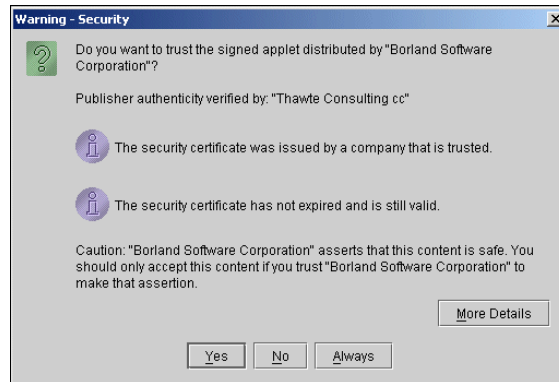 Warning - Security
Do you want to trust the signed applet distributed by "Borland Software
Corporation"?
Publisher authenticity verified by: "Thawte Consulting cc"
The security certificate was issued by a company that is trusted.
The security certificate has not expired and is still valid.
Caution: "Borland Software Corporation" asserts that this content is safe. You
should only accept this content if you trust "Borland Software Corporation" to
make that assertion.
More Details
Yes No Always